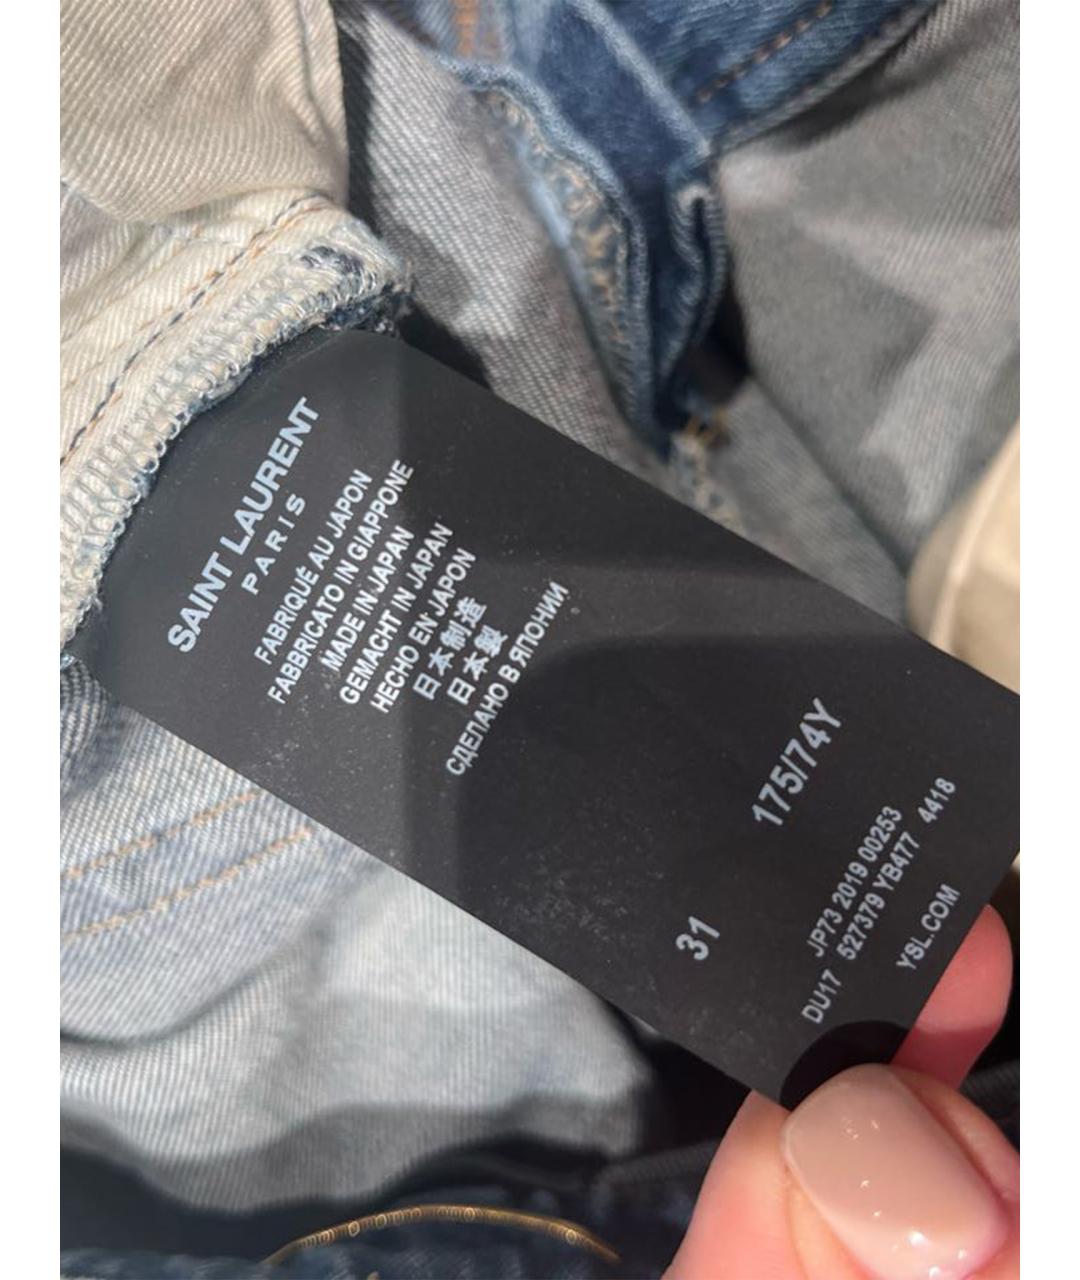 SAINT LAURENT
PARIS
FABRIQUÉ AU JAPON
FABBRICATO IN GIAPPONE
MADE IN JAPAN
GEMACHT IN JAPAN
HECHO EN JAPON
日本制造
日本製
СДЕЛАНО В ЯПОНИИ
175/74Y
31
JP73 2019 00253
DU17 527379 YB477 4418
YSL.COM